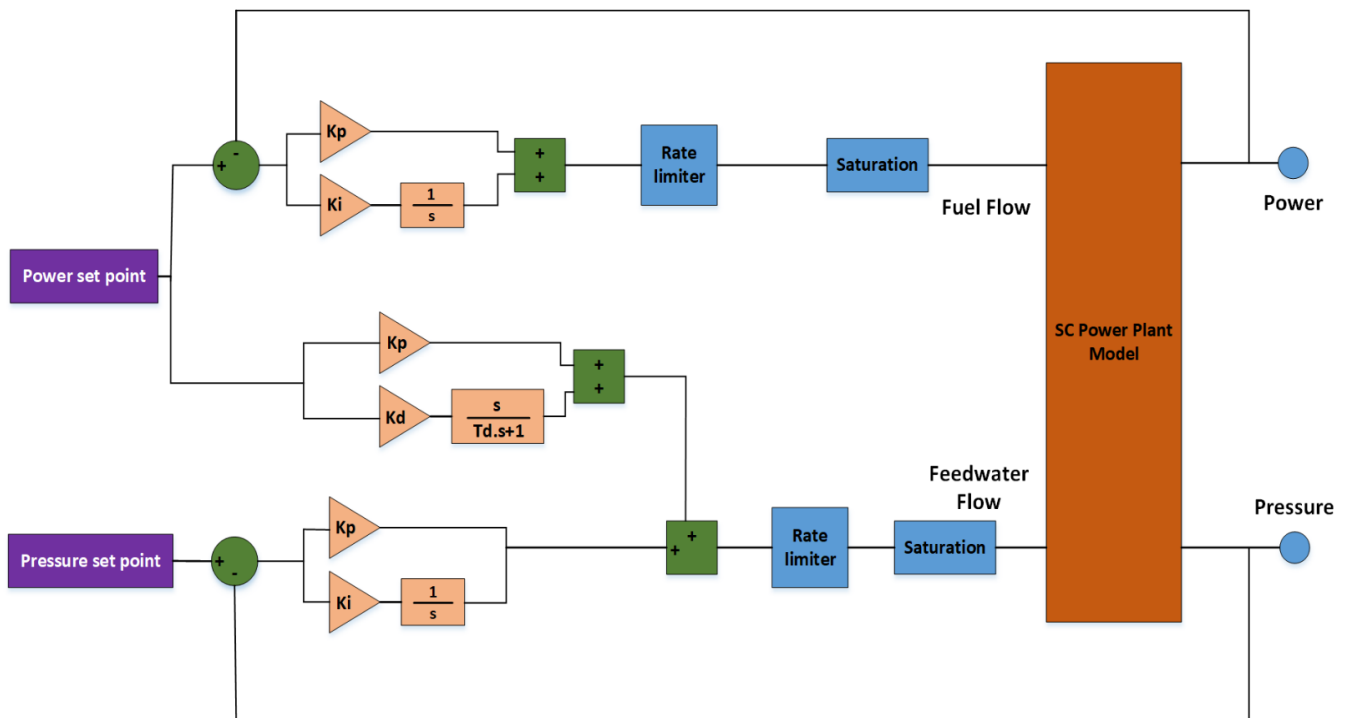 -
+
Kp
Ki
1
s
+
+
Rate
limiter
Saturation
Fuel Flow
Power
Power set point
Kp
Kd
s
Td.s+1
+
+
SC Power Plant
Model
Feedwater
Flow
Pressure
Pressure set point
+
-
Kp
Ki
1
s
+
+
Rate
limiter
Saturation